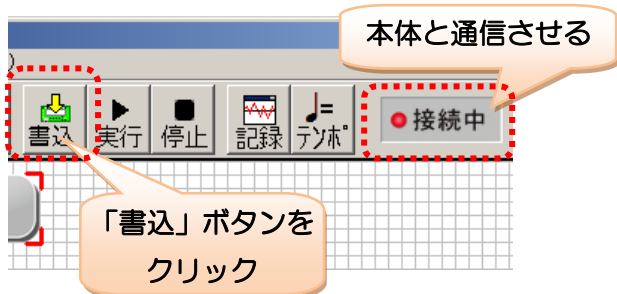 本体と通信させる
)
書込 実行 停止 記録 テンポ 接続中
「書込」ボタンを
クリック